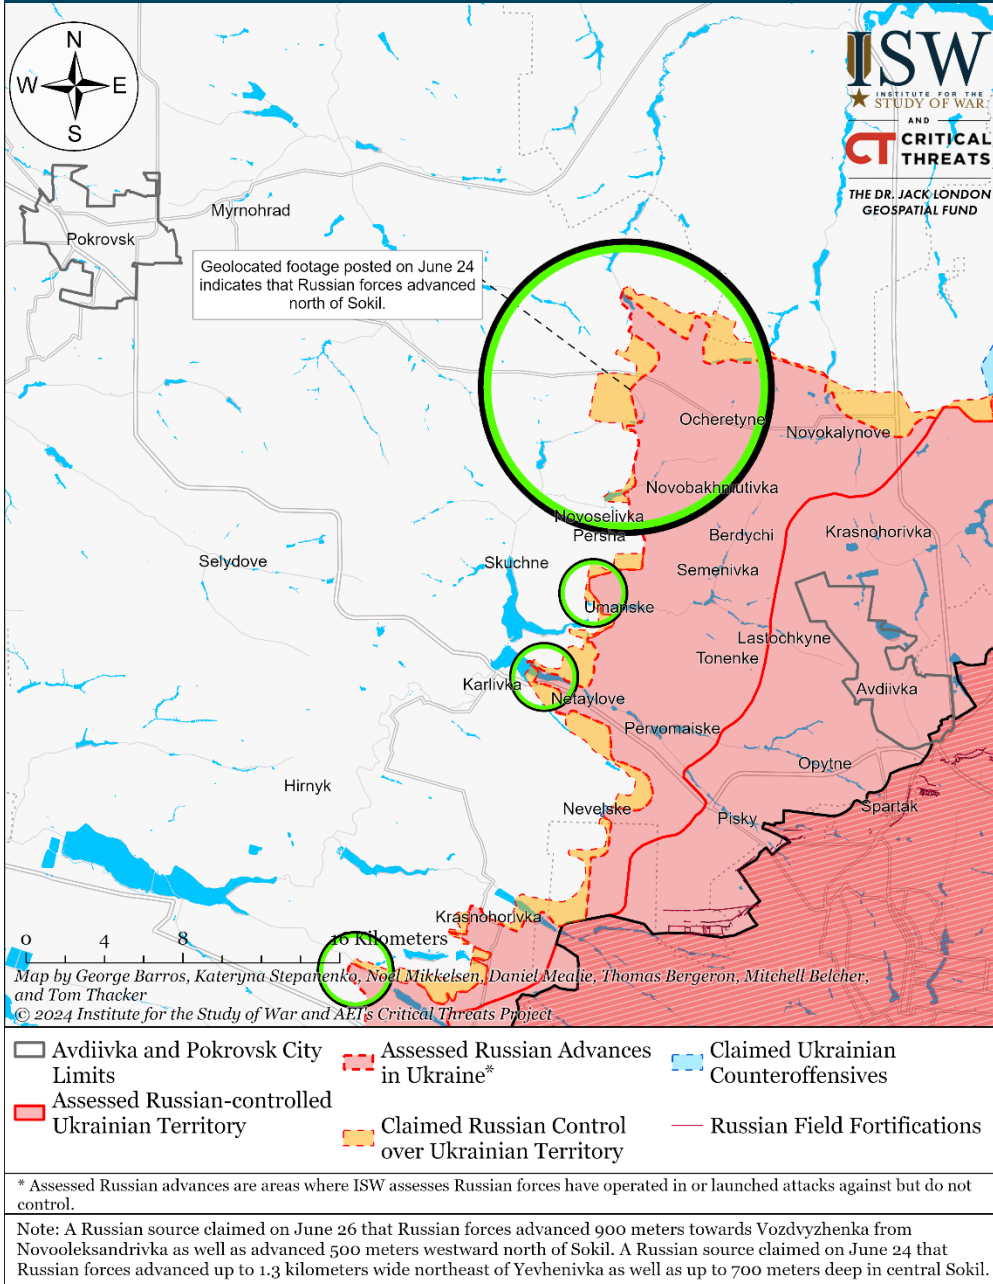 N
W
E
S
ISW
INSTITUTE FOR THE
STUDY OF WAR
AND
CT CRITICAL
THREATS
THE DR. JACK LONDON
GEOSPATIAL FUND
Myrnohrad
Pokrovsk
Geolocated footage posted on June 24
indicates that Russian forces advanced
north of Sokil.
Ocheretyne
Novokalynove
Novobakhmutivka
Novoselivka
Persha
Berdychi
Krasnohorivka
Selydove
Skuchne
Semenivka
Umanske
Lastochkyne
Tonenke
Karlivka
Netaylove
Avdiivka
Pervomaiske
Opytne
Hirnyk
Nevelske
Pisky
Spartak
Krasnohorivka
0 4 8 16 Kilometers
Map by George Barros, Kateryna Stepanenko, Noel Mikkelsen, Daniel Mealie, Thomas Bergeron, Mitchell Belcher,
and Tom Thacker
© 2024 Institute for the Study of War and AEI's Critical Threats Project
Avdiivka and Pokrovsk City
Limits
Assessed Russian-controlled
Ukrainian Territory
Assessed Russian Advances
in Ukraine*
Claimed Russian Control
over Ukrainian Territory
Claimed Ukrainian
Counteroffensives
Russian Field Fortifications
* Assessed Russian advances are areas where ISW assesses Russian forces have operated in or launched attacks against but do not
control.
Note: A Russian source claimed on June 26 that Russian forces advanced 900 meters towards Vozdvyzhenka from
Novooleksandrivka as well as advanced 500 meters westward north of Sokil. A Russian source claimed on June 24 that
Russian forces advanced up to 1.3 kilometers wide northeast of Yevhenivka as well as up to 700 meters deep in central Sokil.